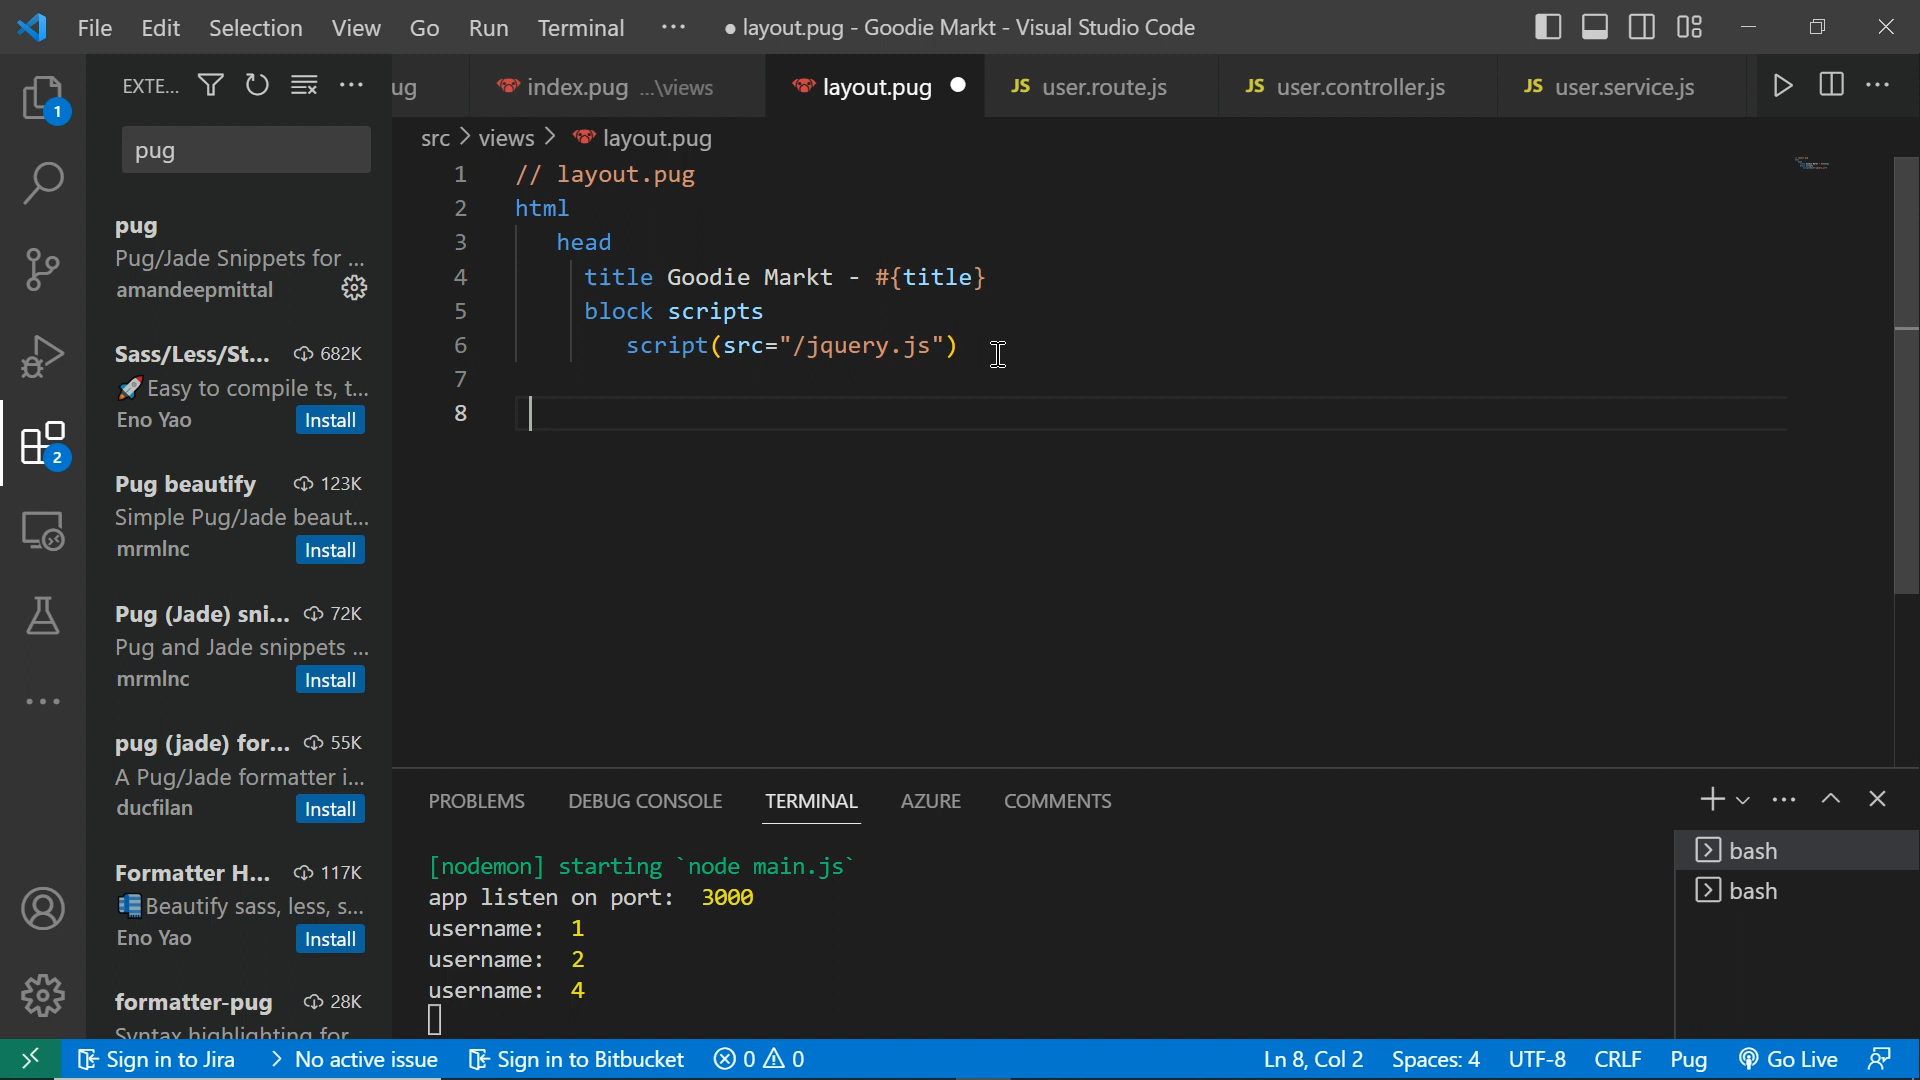 File Edit Selection View Go Run Terminal ··· ● layout.pug - Goodie Markt - Visual Studio Code
EXTE... ··· ug index.pug ...\views layout.pug ● JS user.route.js JS user.controller.js JS user.service.js ···
1
src > views > layout.pug
pug
1 // layout.pug
2 html
3 head
4 title Goodie Markt - #{title}
5 block scripts
6 script(src="/jquery.js")
7
8
pug
Pug/Jade Snippets for ...
amandeepmittal
Sass/Less/St... 682K
Easy to compile ts, t...
Eno Yao Install
2
Pug beautify 123K
Simple Pug/Jade beaut...
mrmlnc Install
Pug (Jade) sni... 72K
Pug and Jade snippets ...
mrmlnc Install
pug (jade) for... 55K
A Pug/Jade formatter i...
ducfilan Install
Formatter H... 117K
Beautify sass, less, s...
Eno Yao Install
formatter-pug 28K
Syntax highlighting for
PROBLEMS DEBUG CONSOLE TERMINAL AZURE COMMENTS
[nodemon] starting `node main.js`
app listen on port: 3000
username: 1
username: 2
username: 4
bash
bash
Sign in to Jira > No active issue Sign in to Bitbucket 0 0 Ln 8, Col 2 Spaces: 4 UTF-8 CRLF Pug Go Live